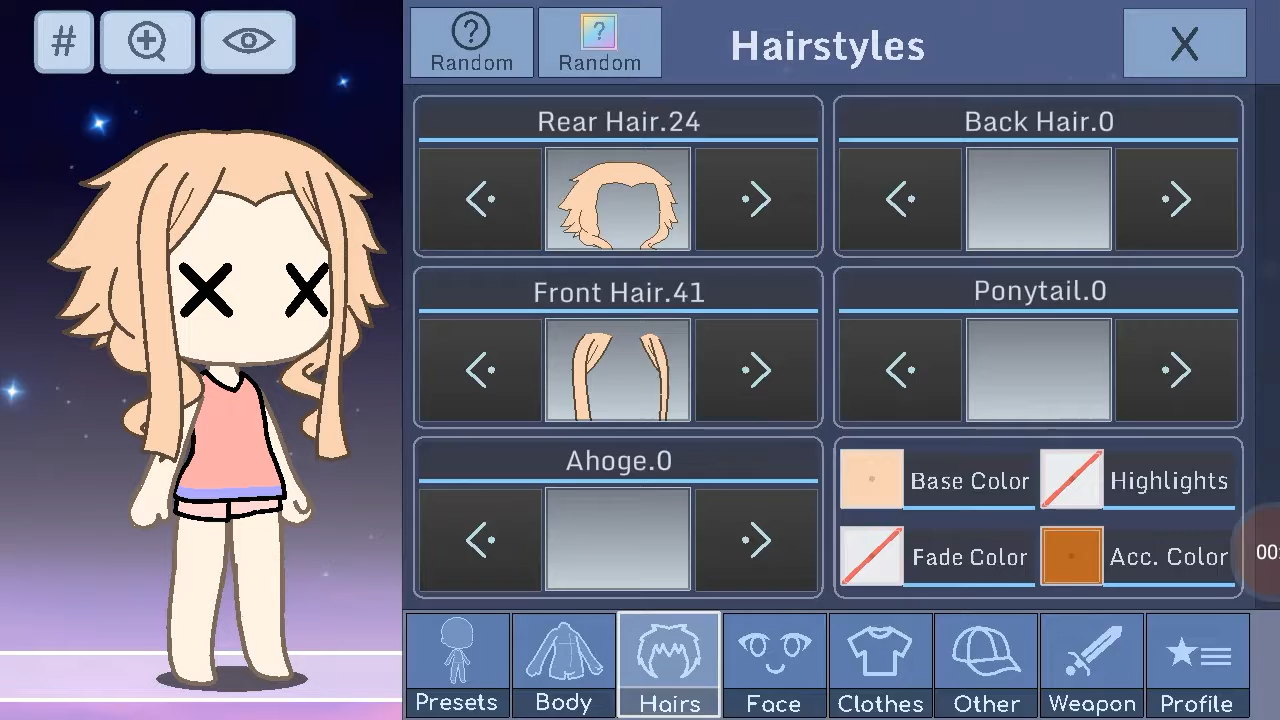 #
? Random
? Random
Hairstyles
X
Rear Hair.24
Back Hair.0
Front Hair.41
Ponytail.0
Ahoge.0
Base Color
Highlights
Fade Color
Acc. Color
00:
Presets
Body
Hairs
Face
Clothes
Other
Weapon
Profile